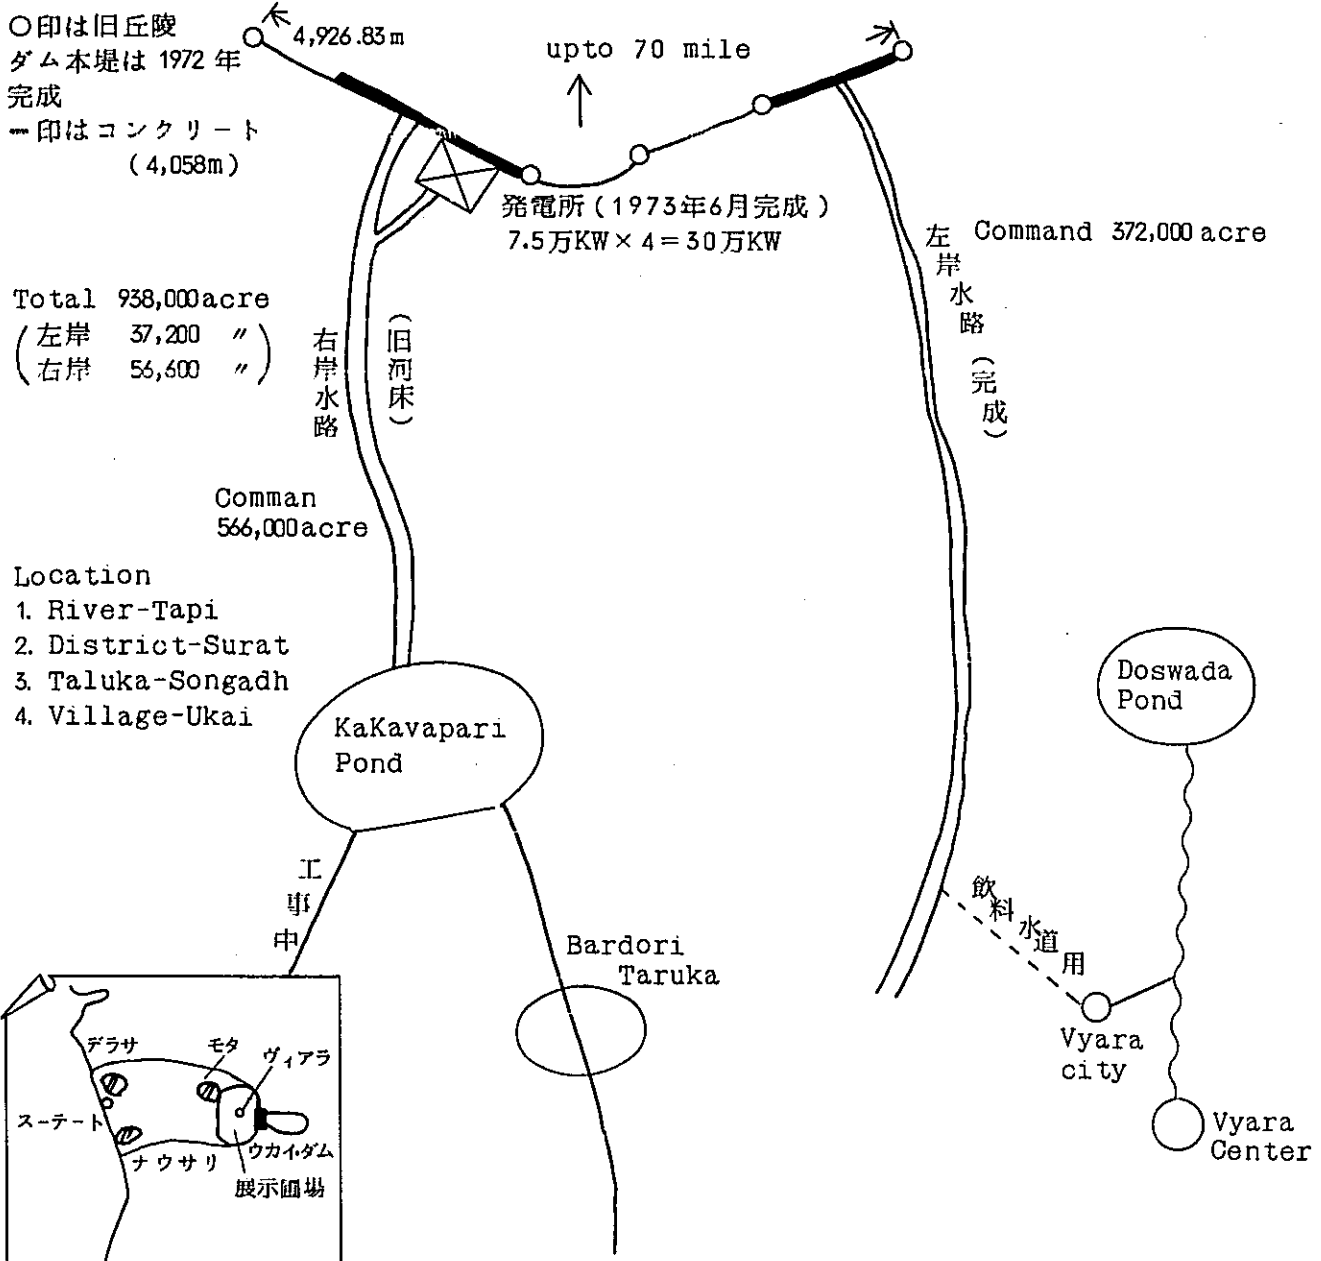 ○印は旧丘陵
ダム本堤は 1972 年
完成
━印はコンクリート
(4,058m)
4,926.83m
upto 70 mile
発電所(1973年6月完成)
7.5万KW×4=30万KW
左岸水路(完成)
Command 372,000 acre
Total 938,000acre
(左岸 37,200 〃)
(右岸 56,600 〃)
右岸水路
(旧河床)
Comman
566,000acre
Location
1. River-Tapi
2. District-Surat
3. Taluka-Songadh
4. Village-Ukai
KaKavapari
Pond
Doswada
Pond
工事中
Bardori
Taruka
飲料水道用
Vyara
city
Vyara
Center
デラサ
モタ
ヴィアラ
スーテート
ナウサリ
ウカイ・ダム
展示圃場